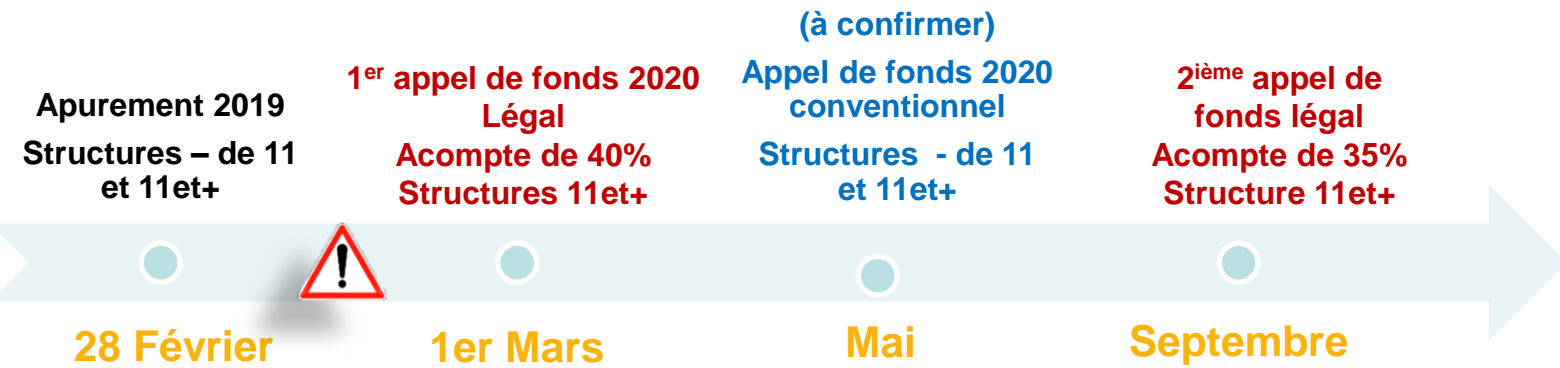 Apurement 2019
Structures – de 11
et 11et+
1er appel de fonds 2020
Légal
Acompte de 40%
Structures 11et+
(à confirmer)
Appel de fonds 2020
conventionnel
Structures - de 11
et 11et+
2ième appel de
fonds légal
Acompte de 35%
Structure 11et+
28 Février
1er Mars
Mai
Septembre